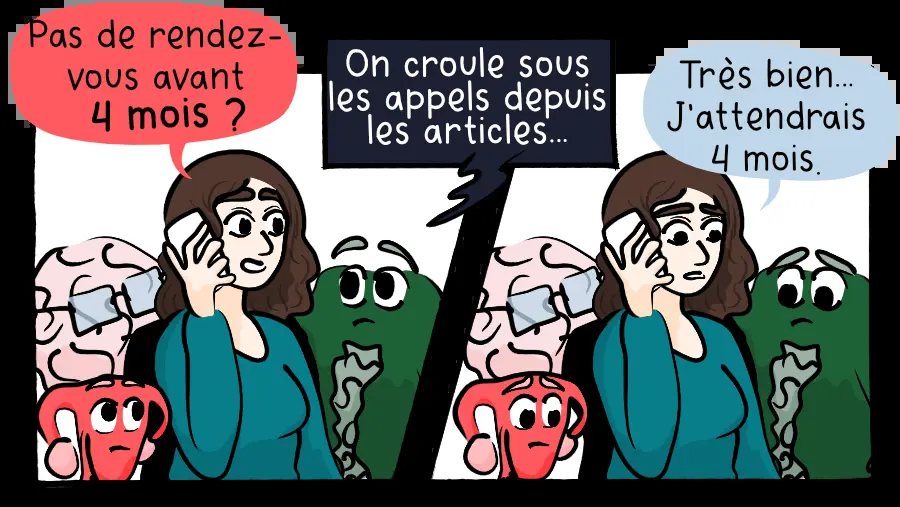 Pas de rendez-
vous avant
4 mois ?
On croule sous
les appels depuis
les articles...
Très bien...
J'attendrais
4 mois.